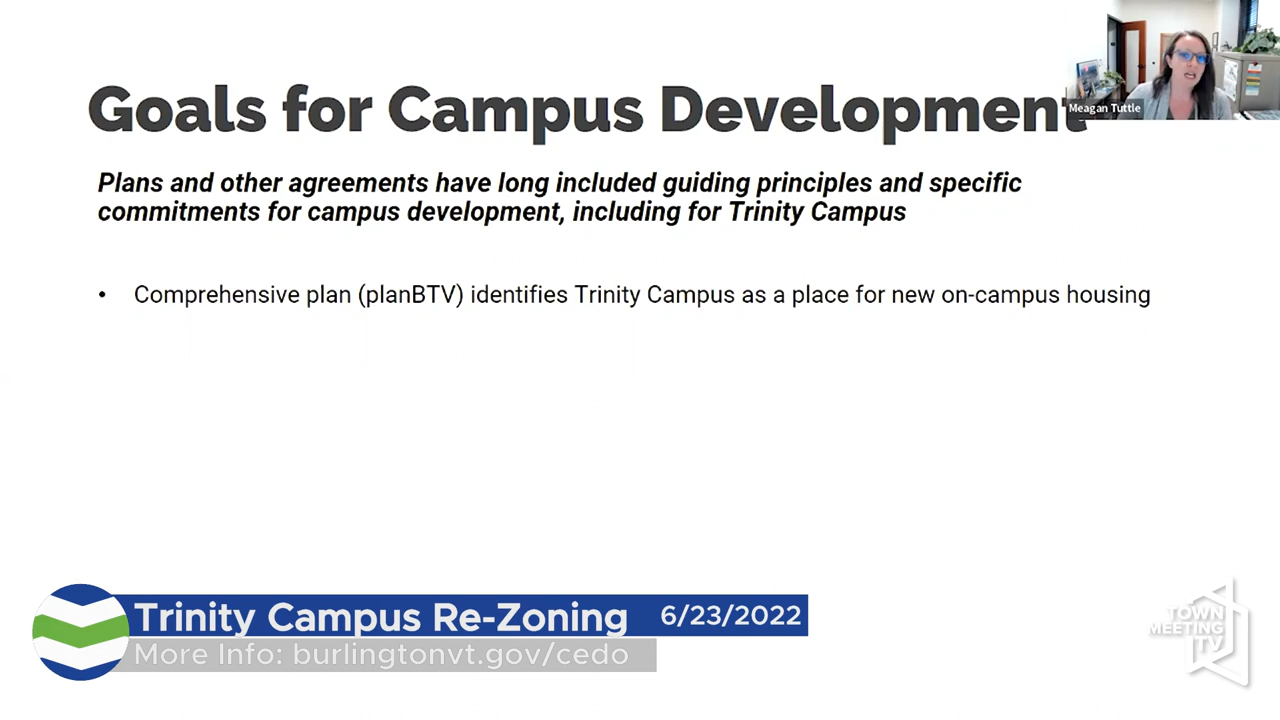 Goals for Campus Development
Meagan Tuttle
Plans and other agreements have long included guiding principles and specific
commitments for campus development, including for Trinity Campus
• Comprehensive plan (planBTV) identifies Trinity Campus as a place for new on-campus housing
Trinity Campus Re-Zoning 6/23/2022
More Info: burlingtonvt.gov/cedo
TOWN
MEETING
TV